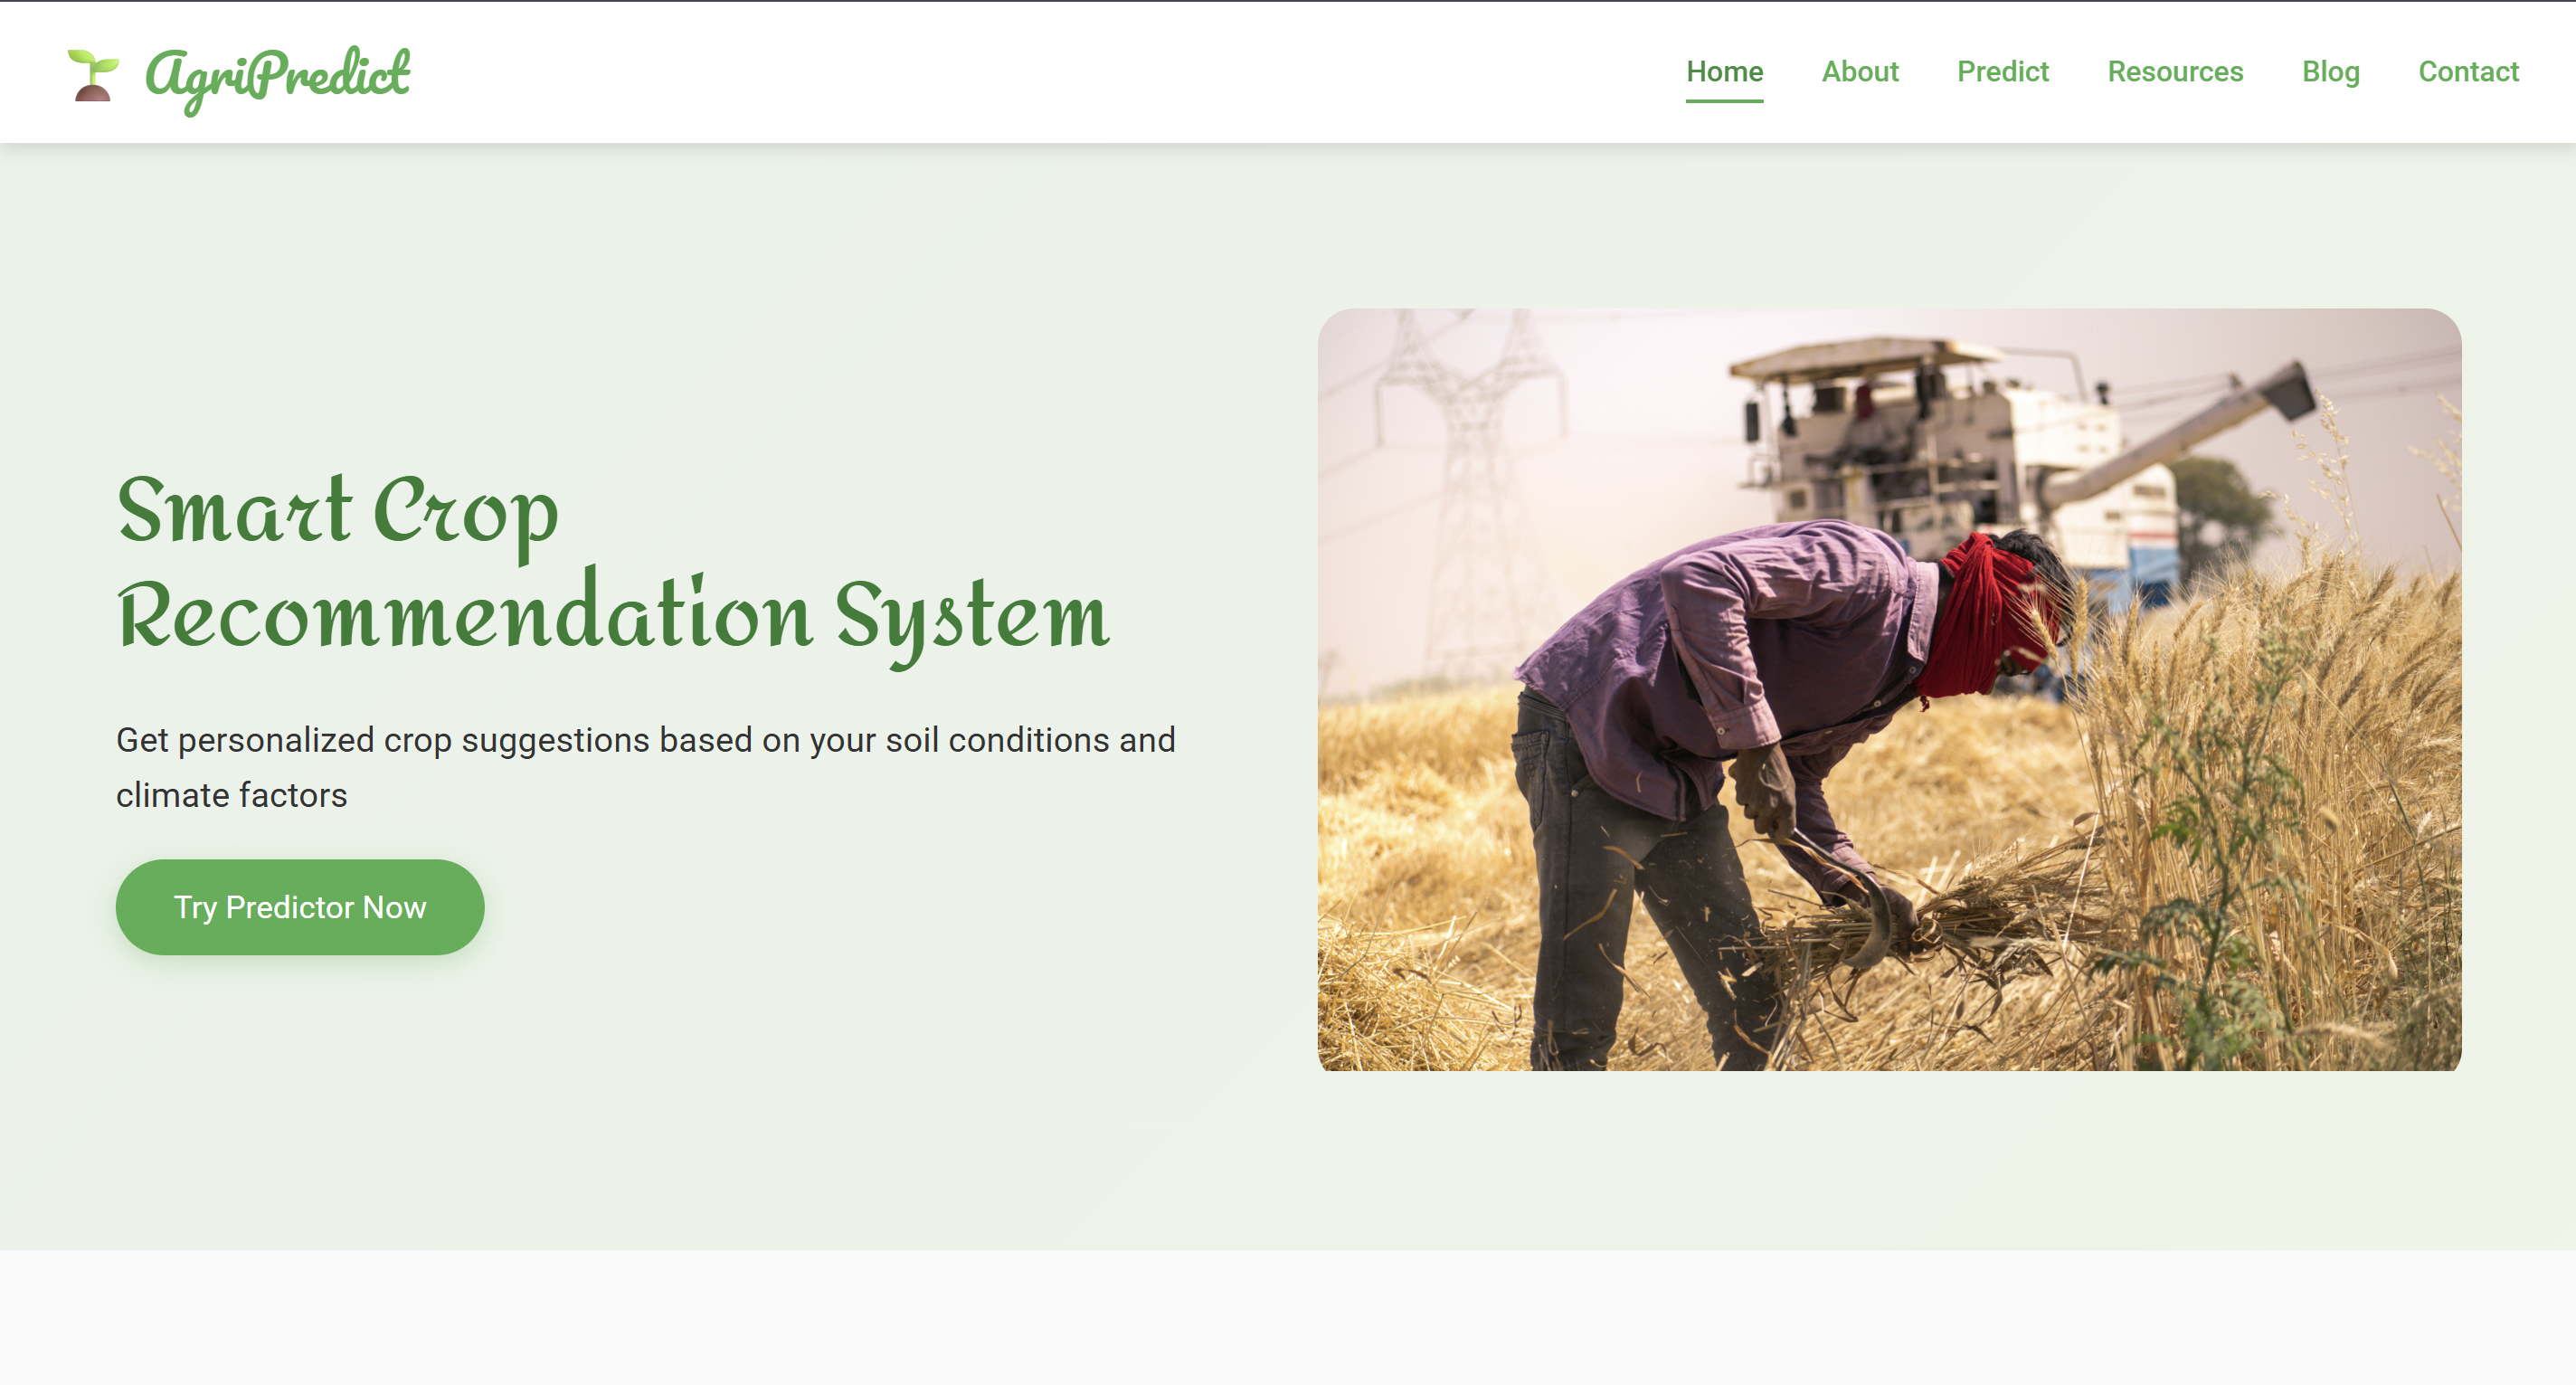 AgriPredict
Home About Predict Resources Blog Contact
Smart Crop
Recommendation System
Get personalized crop suggestions based on your soil conditions and
climate factors
Try Predictor Now